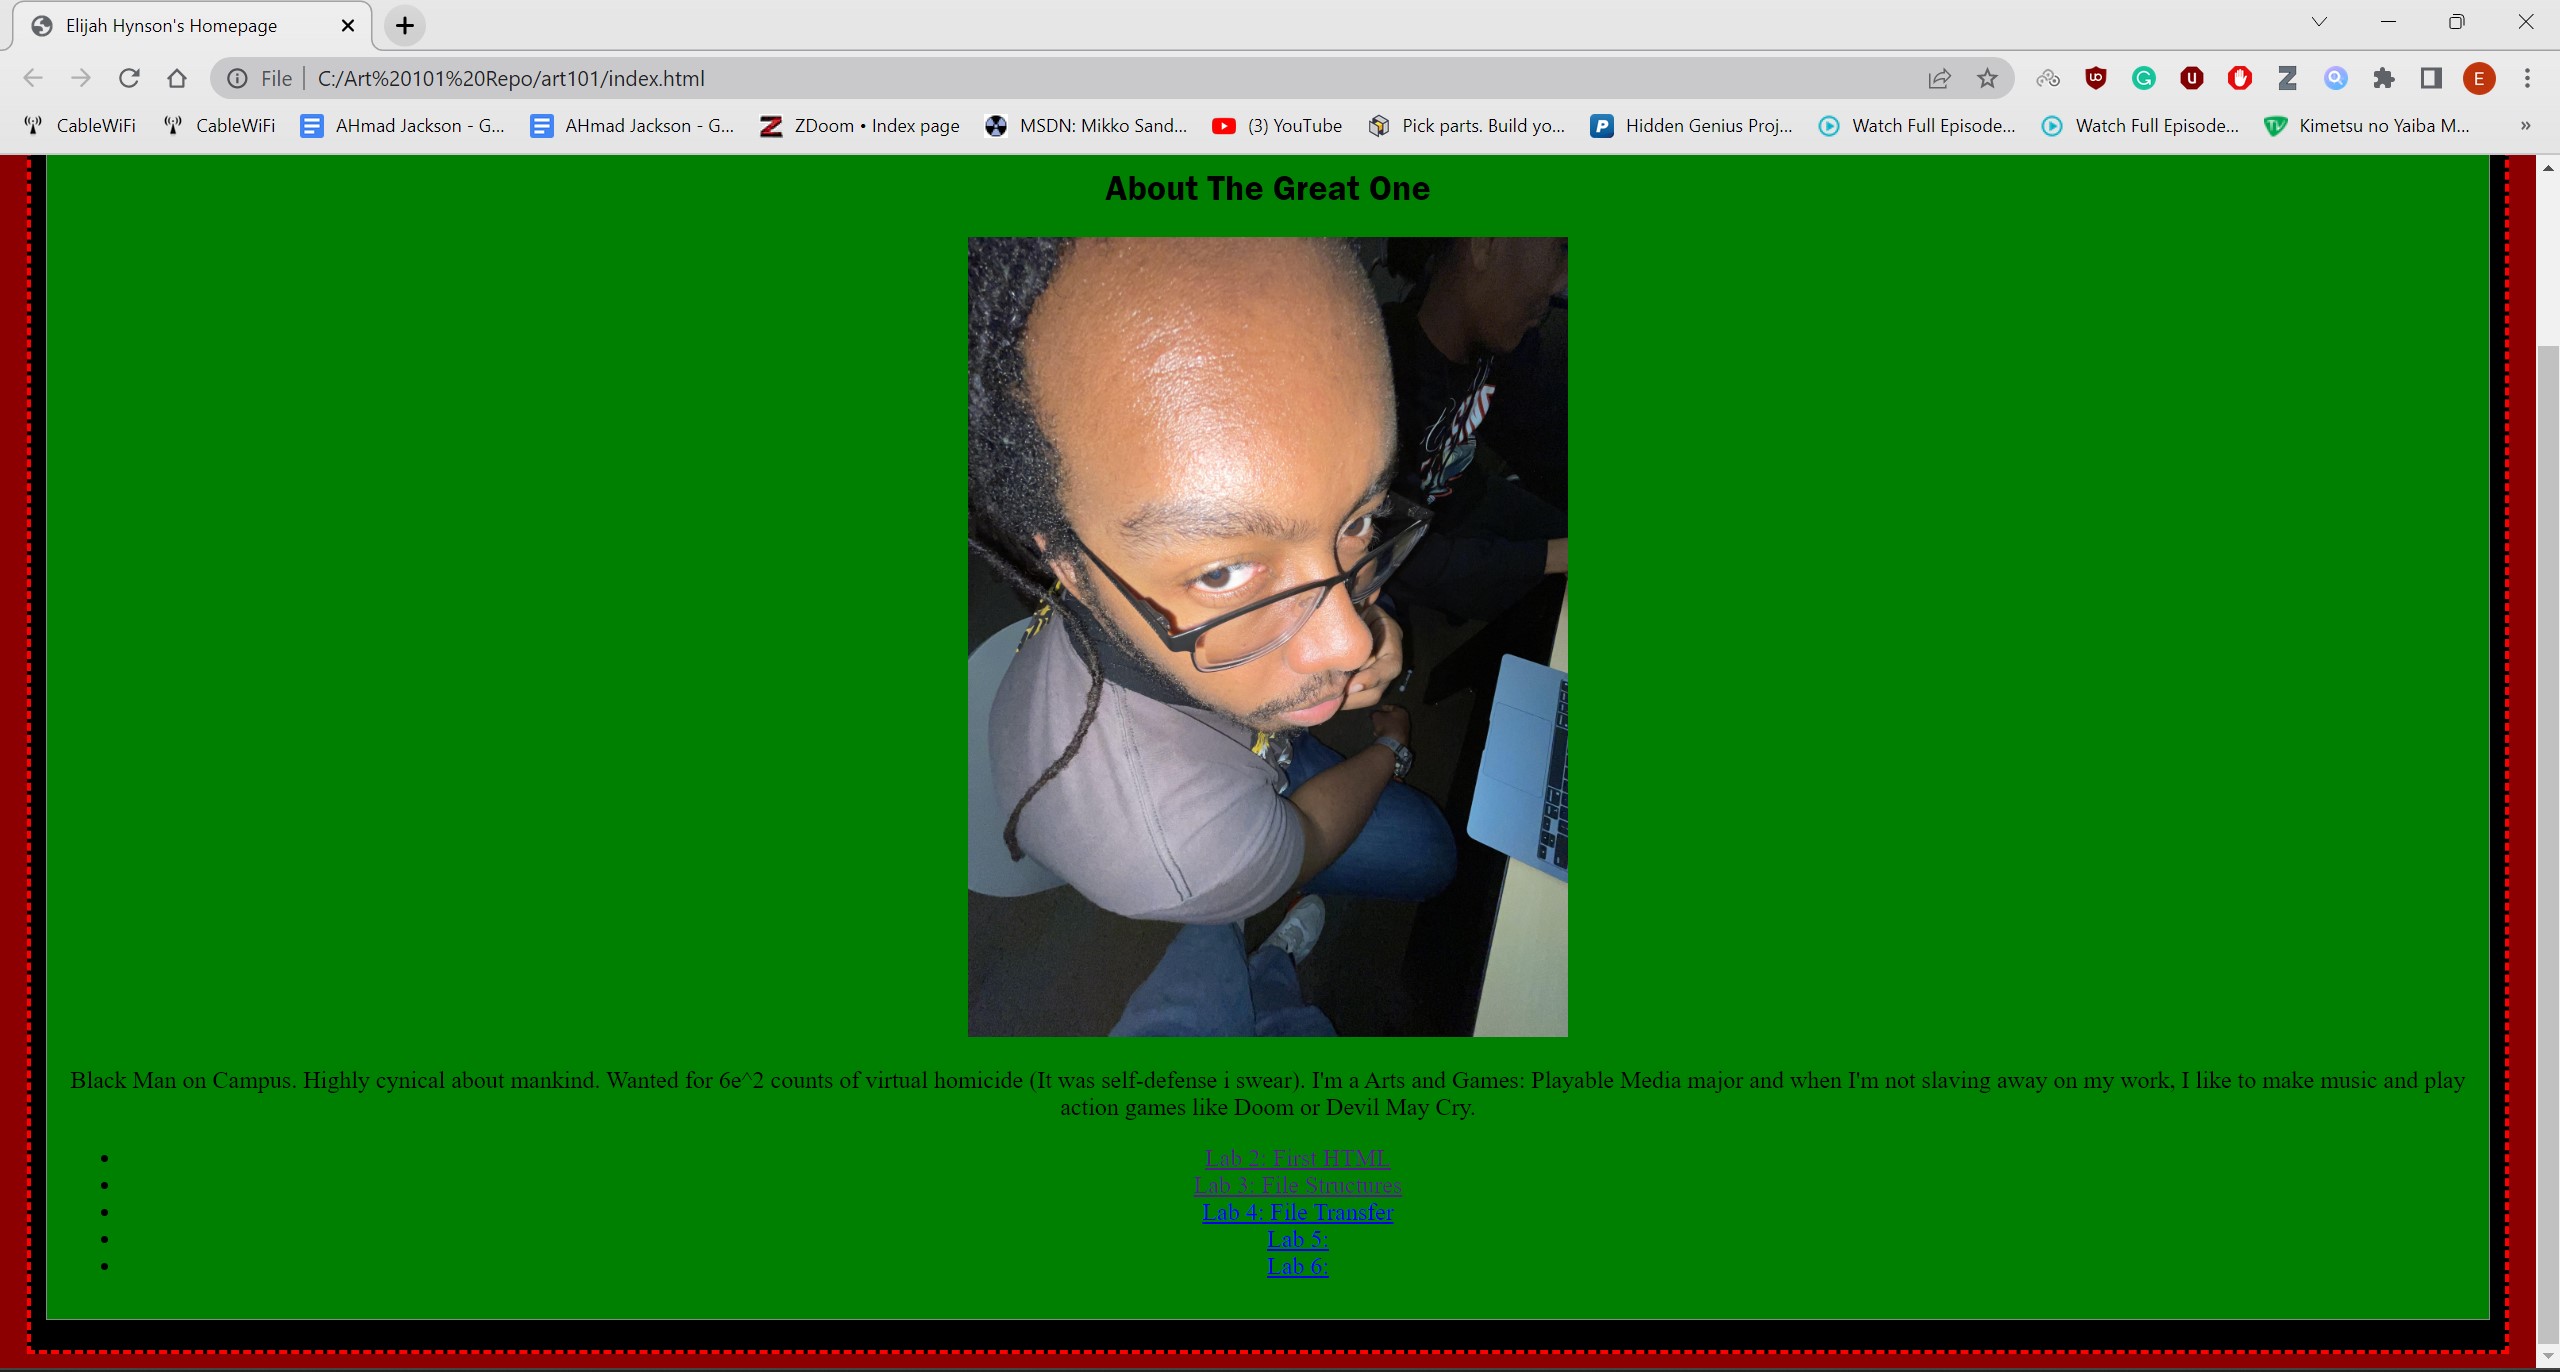 Elijah Hynson's Homepage
File C:/Art%20101%20Repo/art101/index.html
CableWiFi CableWiFi AHmad Jackson - G... AHmad Jackson - G... ZDoom • Index page MSDN: Mikko Sand... (3) YouTube Pick parts. Build yo... Hidden Genius Proj... Watch Full Episode... Watch Full Episode... Kimetsu no Yaiba M... »
About The Great One
Black Man on Campus. Highly cynical about mankind. Wanted for 6e^2 counts of virtual homicide (It was self-defense i swear). I'm a Arts and Games: Playable Media major and when I'm not slaving away on my work, I like to make music and play
action games like Doom or Devil May Cry.
• Lab 2: First HTML
• Lab 3: File Structures
• Lab 4: File Transfer
• Lab 5:
• Lab 6: